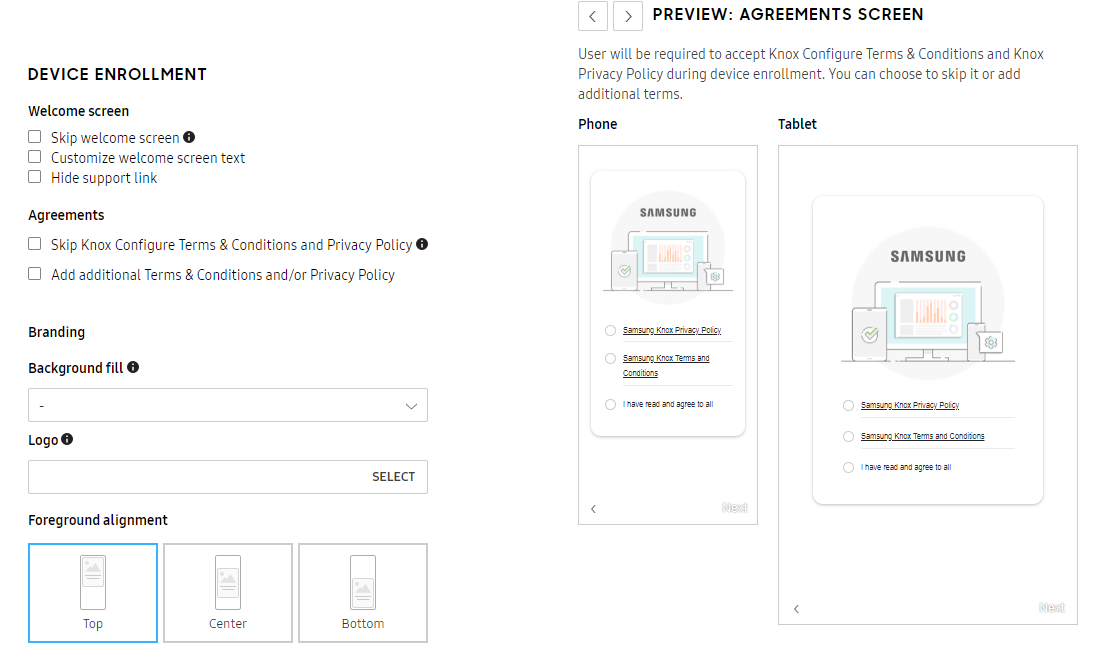 DEVICE ENROLLMENT
Welcome screen
Skip welcome screen
Customize welcome screen text
Hide support link
Agreements
Skip Knox Configure Terms & Conditions and Privacy Policy
Add additional Terms & Conditions and/or Privacy Policy
Branding
Background fill
-
Logo
SELECT
Foreground alignment
Top
Center
Bottom
PREVIEW: AGREEMENTS SCREEN
User will be required to accept Knox Configure Terms & Conditions and Knox
Privacy Policy during device enrollment. You can choose to skip it or add
additional terms.
Phone
SAMSUNG
Samsung Knox Privacy Policy
Samsung Knox Terms and
Conditions
I have read and agree to all
Next
Tablet
SAMSUNG
Samsung Knox Privacy Policy
Samsung Knox Terms and Conditions
I have read and agree to all
Next